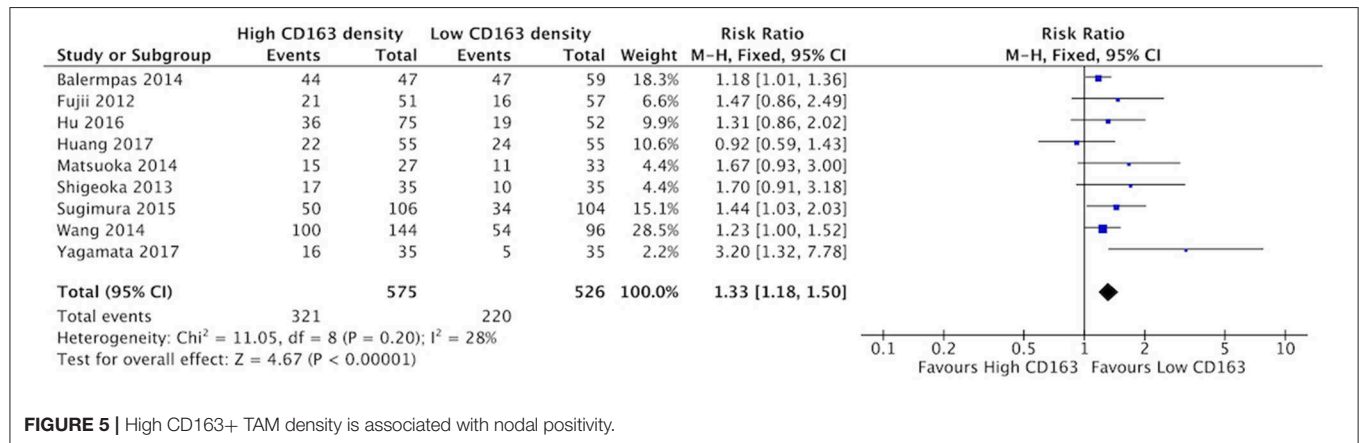 High CD163 density Low CD163 density Risk Ratio Risk Ratio
Study or Subgroup Events Total Events Total Weight M-H, Fixed, 95% CI M-H, Fixed, 95% CI
Balermpas 2014 44 47 47 59 18.3% 1.18 [1.01, 1.36]
Fujii 2012 21 51 16 57 6.6% 1.47 [0.86, 2.49]
Hu 2016 36 75 19 52 9.9% 1.31 [0.86, 2.02]
Huang 2017 22 55 24 55 10.6% 0.92 [0.59, 1.43]
Matsuoka 2014 15 27 11 33 4.4% 1.67 [0.93, 3.00]
Shigeoka 2013 17 35 10 35 4.4% 1.70 [0.91, 3.18]
Sugimura 2015 50 106 34 104 15.1% 1.44 [1.03, 2.03]
Wang 2014 100 144 54 96 28.5% 1.23 [1.00, 1.52]
Yagamata 2017 16 35 5 35 2.2% 3.20 [1.32, 7.78]
Total (95% CI) 575 526 100.0% 1.33 [1.18, 1.50]
Total events 321 220
Heterogeneity: Chi² = 11.05, df = 8 (P = 0.20); I² = 28%
Test for overall effect: Z = 4.67 (P < 0.00001)
0.1 0.2 0.5 1 2 5 10
Favours High CD163 Favours Low CD163
FIGURE 5 | High CD163+ TAM density is associated with nodal positivity.